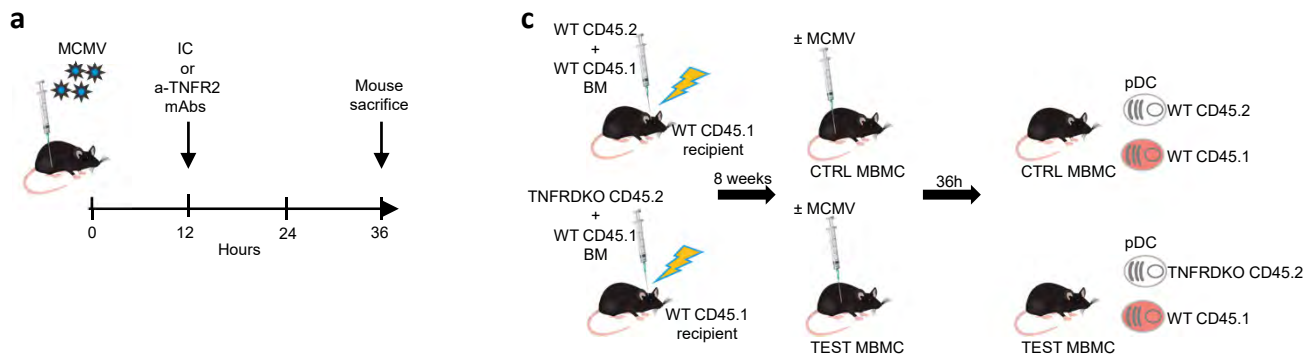 a
MCMV
IC
or
a-TNFR2
mAbs
Mouse
sacrifice
0
12
24
36
Hours
c
WT CD45.2
+
WT CD45.1
BM
WT CD45.1
recipient
TNFRDKO CD45.2
+
WT CD45.1
BM
WT CD45.1
recipient
8 weeks
± MCMV
CTRL MBMC
± MCMV
TEST MBMC
36h
CTRL MBMC
pDC
WT CD45.2
WT CD45.1
TEST MBMC
pDC
TNFRDKO CD45.2
WT CD45.1